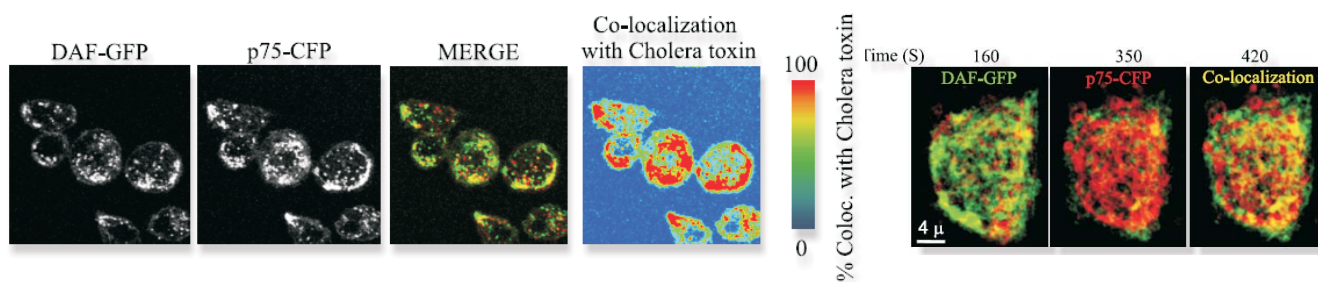 DAF-GFP
p75-CFP
MERGE
Co-localization
with Cholera toxin
100
0
% Coloc. with Cholera toxin
Time (S)
160
350
420
DAF-GFP
p75-CFP
Co-localization
4 µ